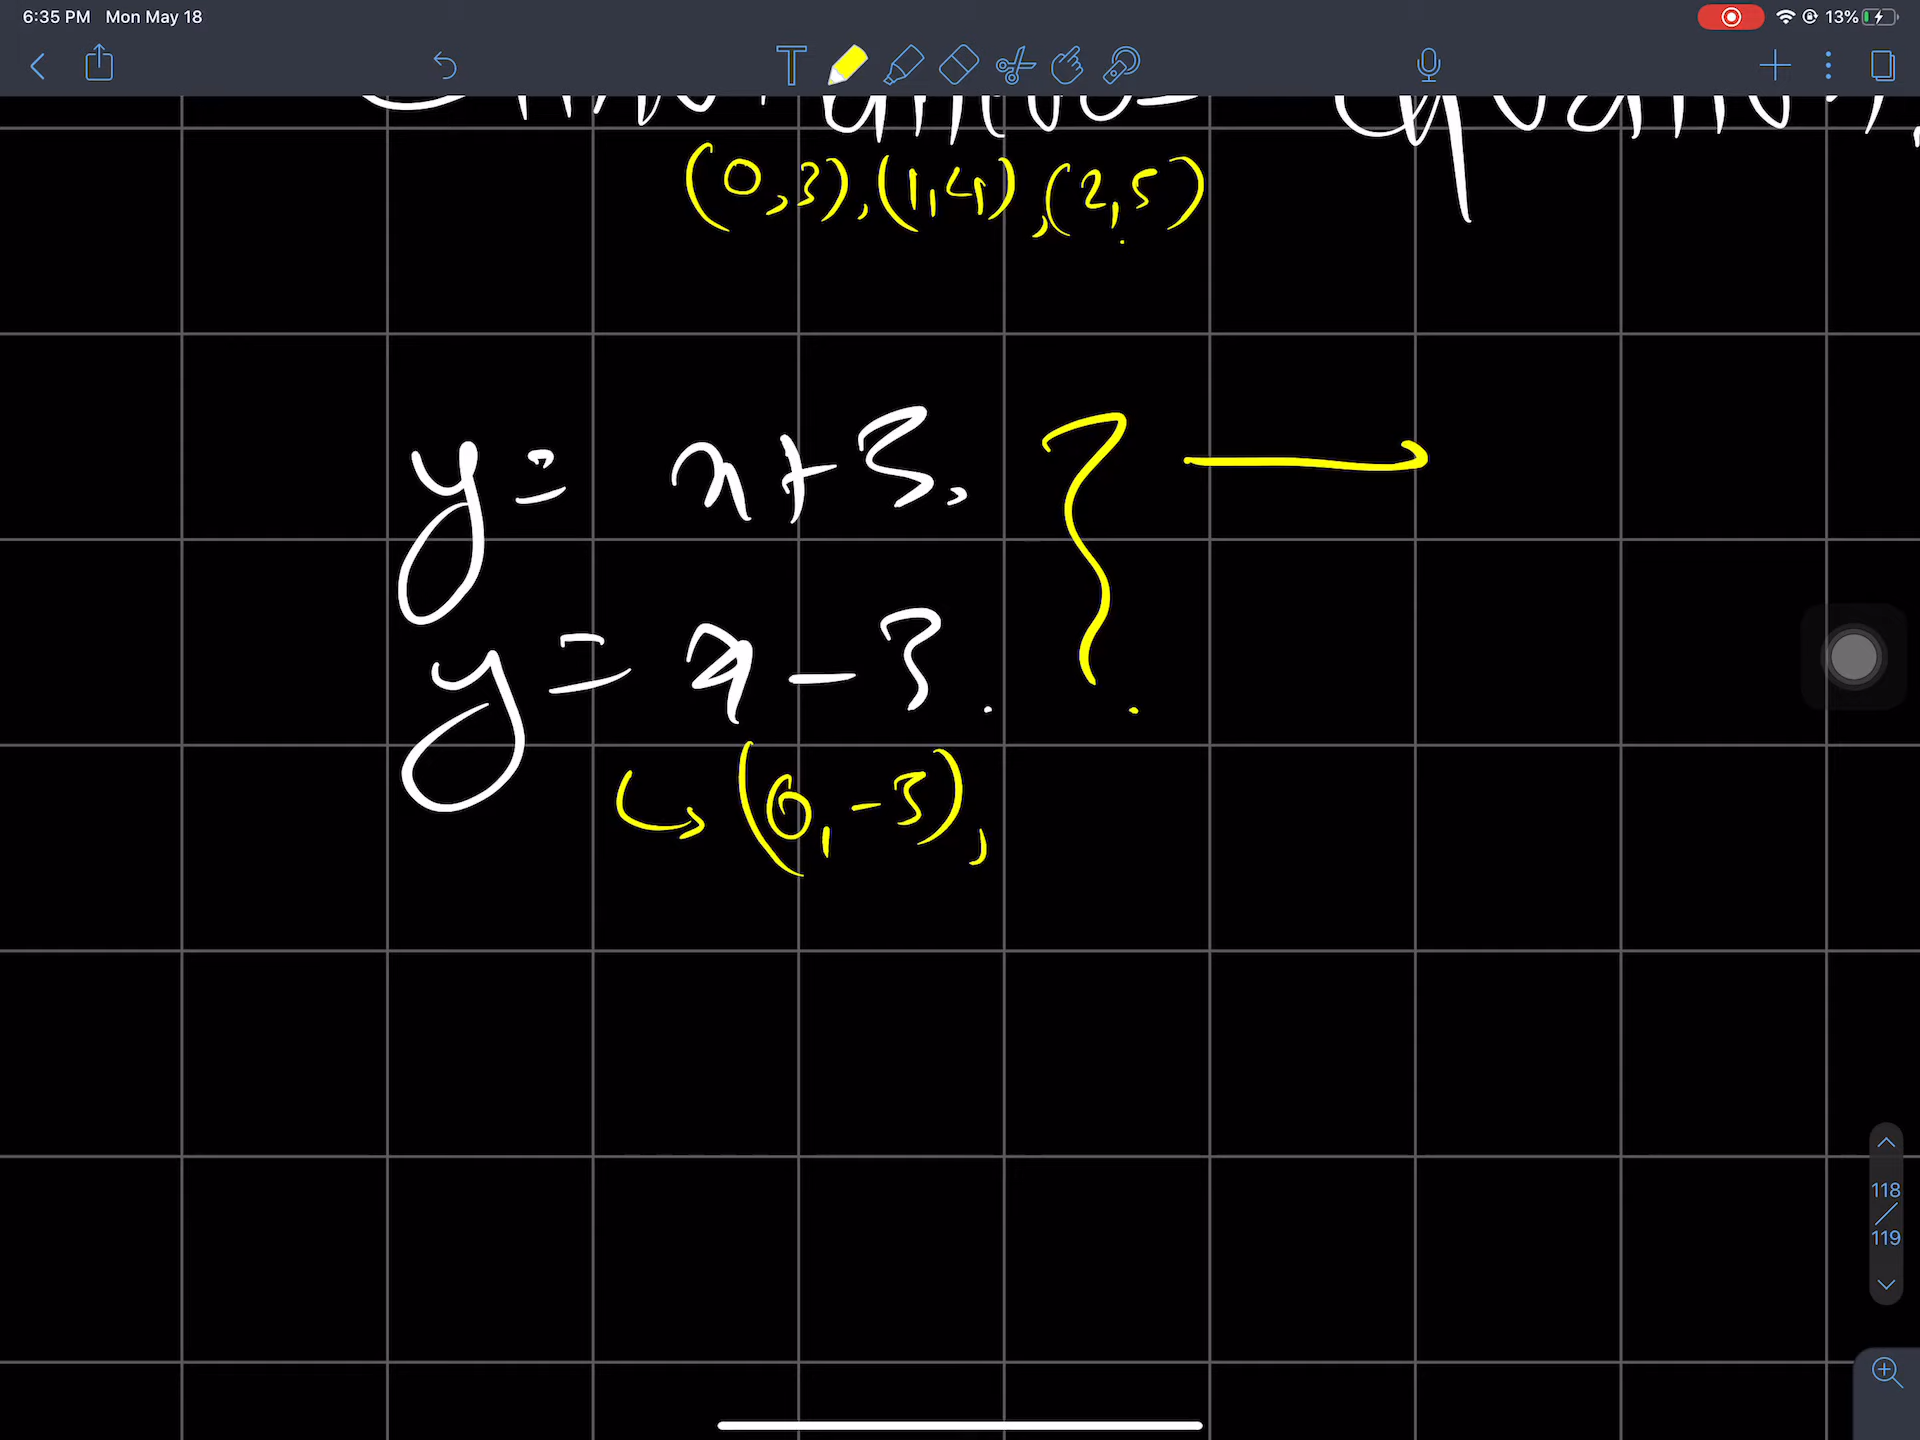 6:35 PM Mon May 18
13%
(0,3), (1,4), (2,5)
y = x+3,
y = x-3.
(0,-3),
118
119